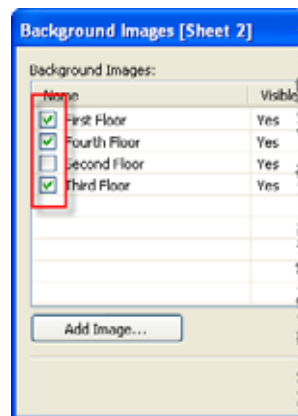 Background Images [Sheet 2]
Background Images:
Name Visible
First Floor Yes
Fourth Floor Yes
Second Floor Yes
Third Floor Yes
Add Image...